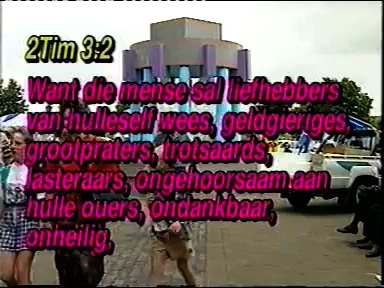 2Tim 3:2
Want die mense sal liefhebbers
van hulleself wees, geldgieriges,
grootpraters, trotsaards,
lasteraars, ongehoorsaam aan
hulle ouers, ondankbaar,
onheilig,